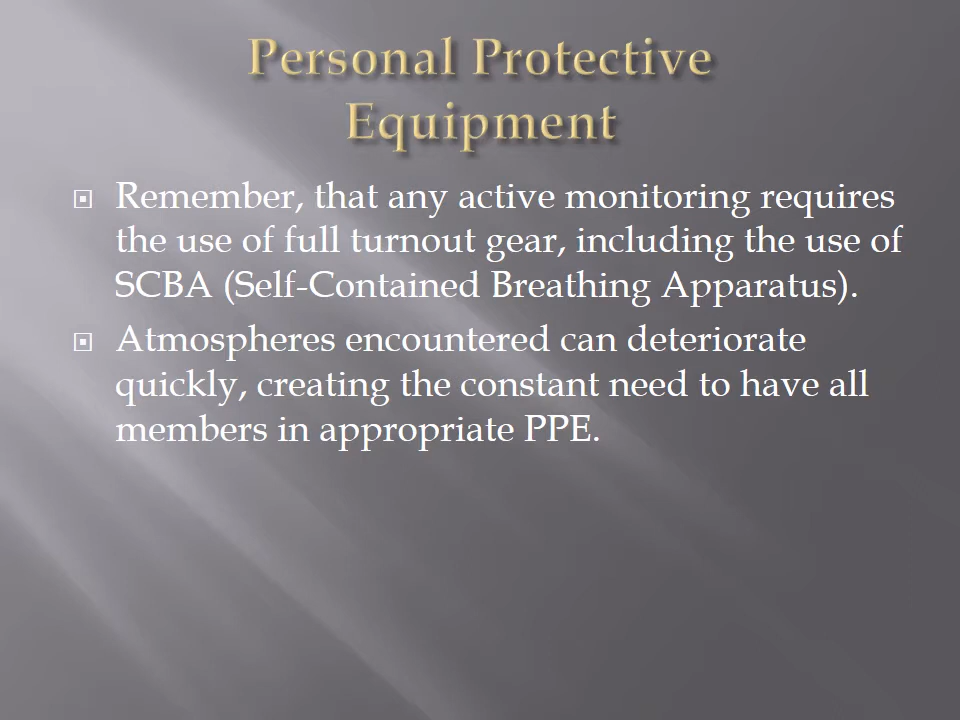 Personal Protective
Equipment
Remember, that any active monitoring requires
the use of full turnout gear, including the use of
SCBA (Self-Contained Breathing Apparatus).
Atmospheres encountered can deteriorate
quickly, creating the constant need to have all
members in appropriate PPE.